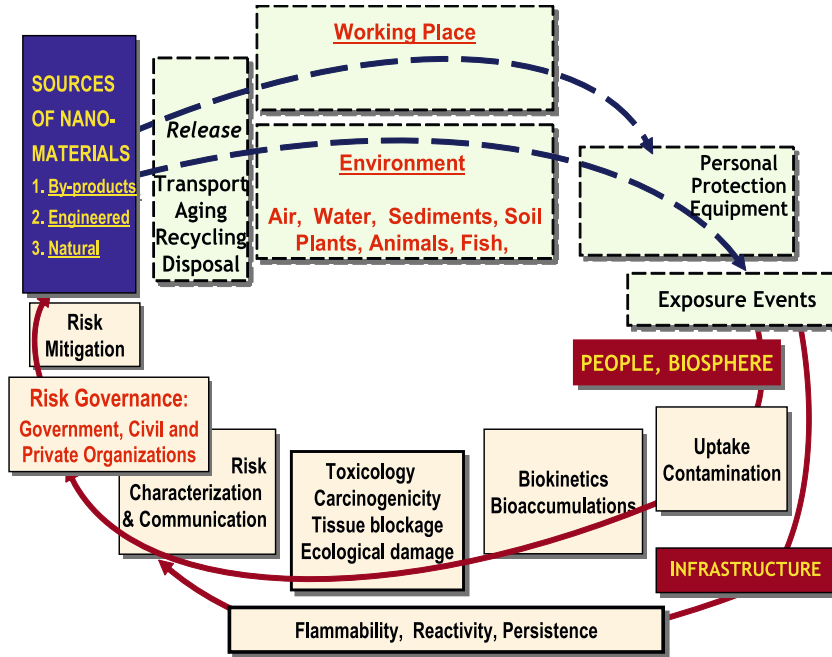 SOURCES
OF NANO-
MATERIALS
1. By-products
2. Engineered
3. Natural
Release
Transport
Aging
Recycling
Disposal
Working Place
Environment
Air, Water, Sediments, Soil
Plants, Animals, Fish,
Personal
Protection
Equipment
Exposure Events
PEOPLE, BIOSPHERE
Uptake
Contamination
Biokinetics
Bioaccumulations
Toxicology
Carcinogenicity
Tissue blockage
Ecological damage
INFRASTRUCTURE
Flammability, Reactivity, Persistence
Risk
Characterization
& Communication
Risk Governance:
Government, Civil and
Private Organizations
Risk
Mitigation